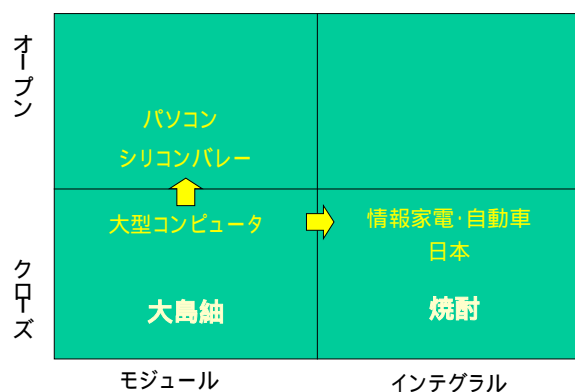 オープン
パソコン
シリコンバレー
大型コンピュータ
情報家電・自動車
日本
クローズ
大島紬
焼酎
モジュール
インテグラル